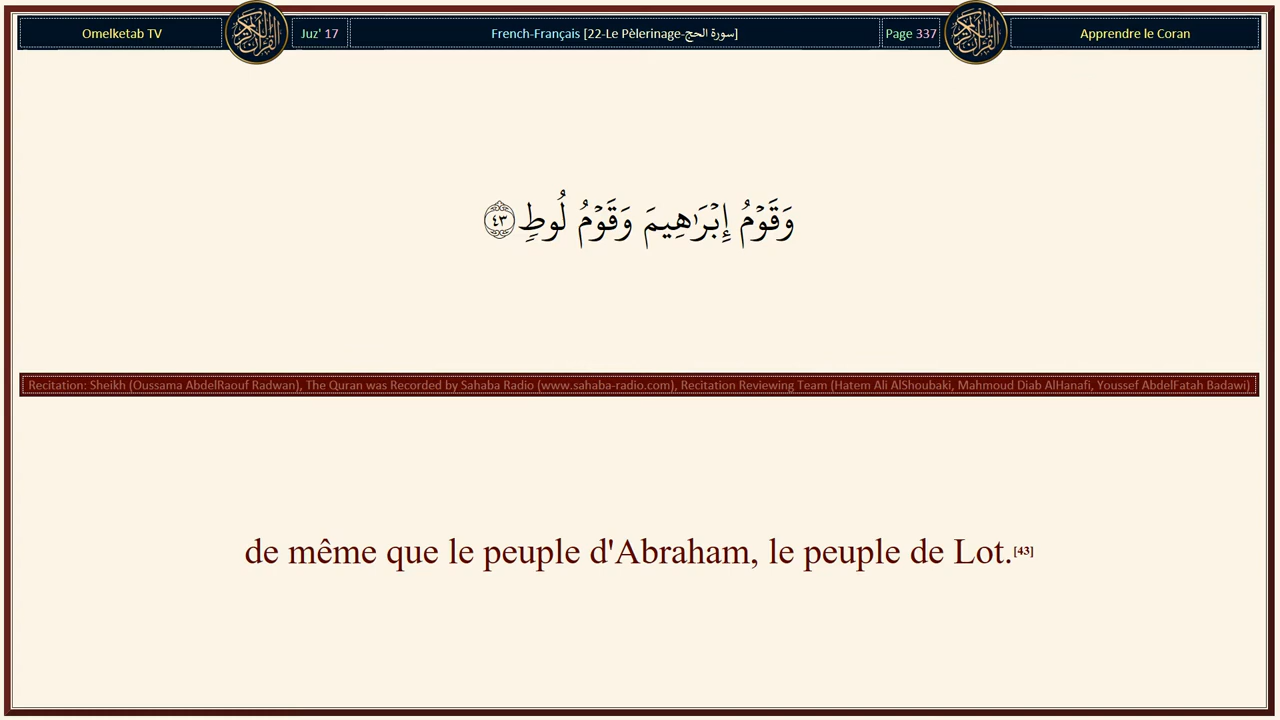 Omelketab TV
Juz' 17
French-Français [22-Le Pèlerinage-سورة الحج]
Page 337
Apprendre le Coran
وَقَوۡمُ إِبۡرَٰهِيمَ وَقَوۡمُ لُوطٖ ٤٣
Recitation: Sheikh (Oussama AbdelRaouf Radwan), The Quran was Recorded by Sahaba Radio (www.sahaba-radio.com), Recitation Reviewing Team (Hatem Ali AlShoubaki, Mahmoud Diab AlHanafi, Youssef AbdelFatah Badawi)
de même que le peuple d'Abraham, le peuple de Lot.[43]